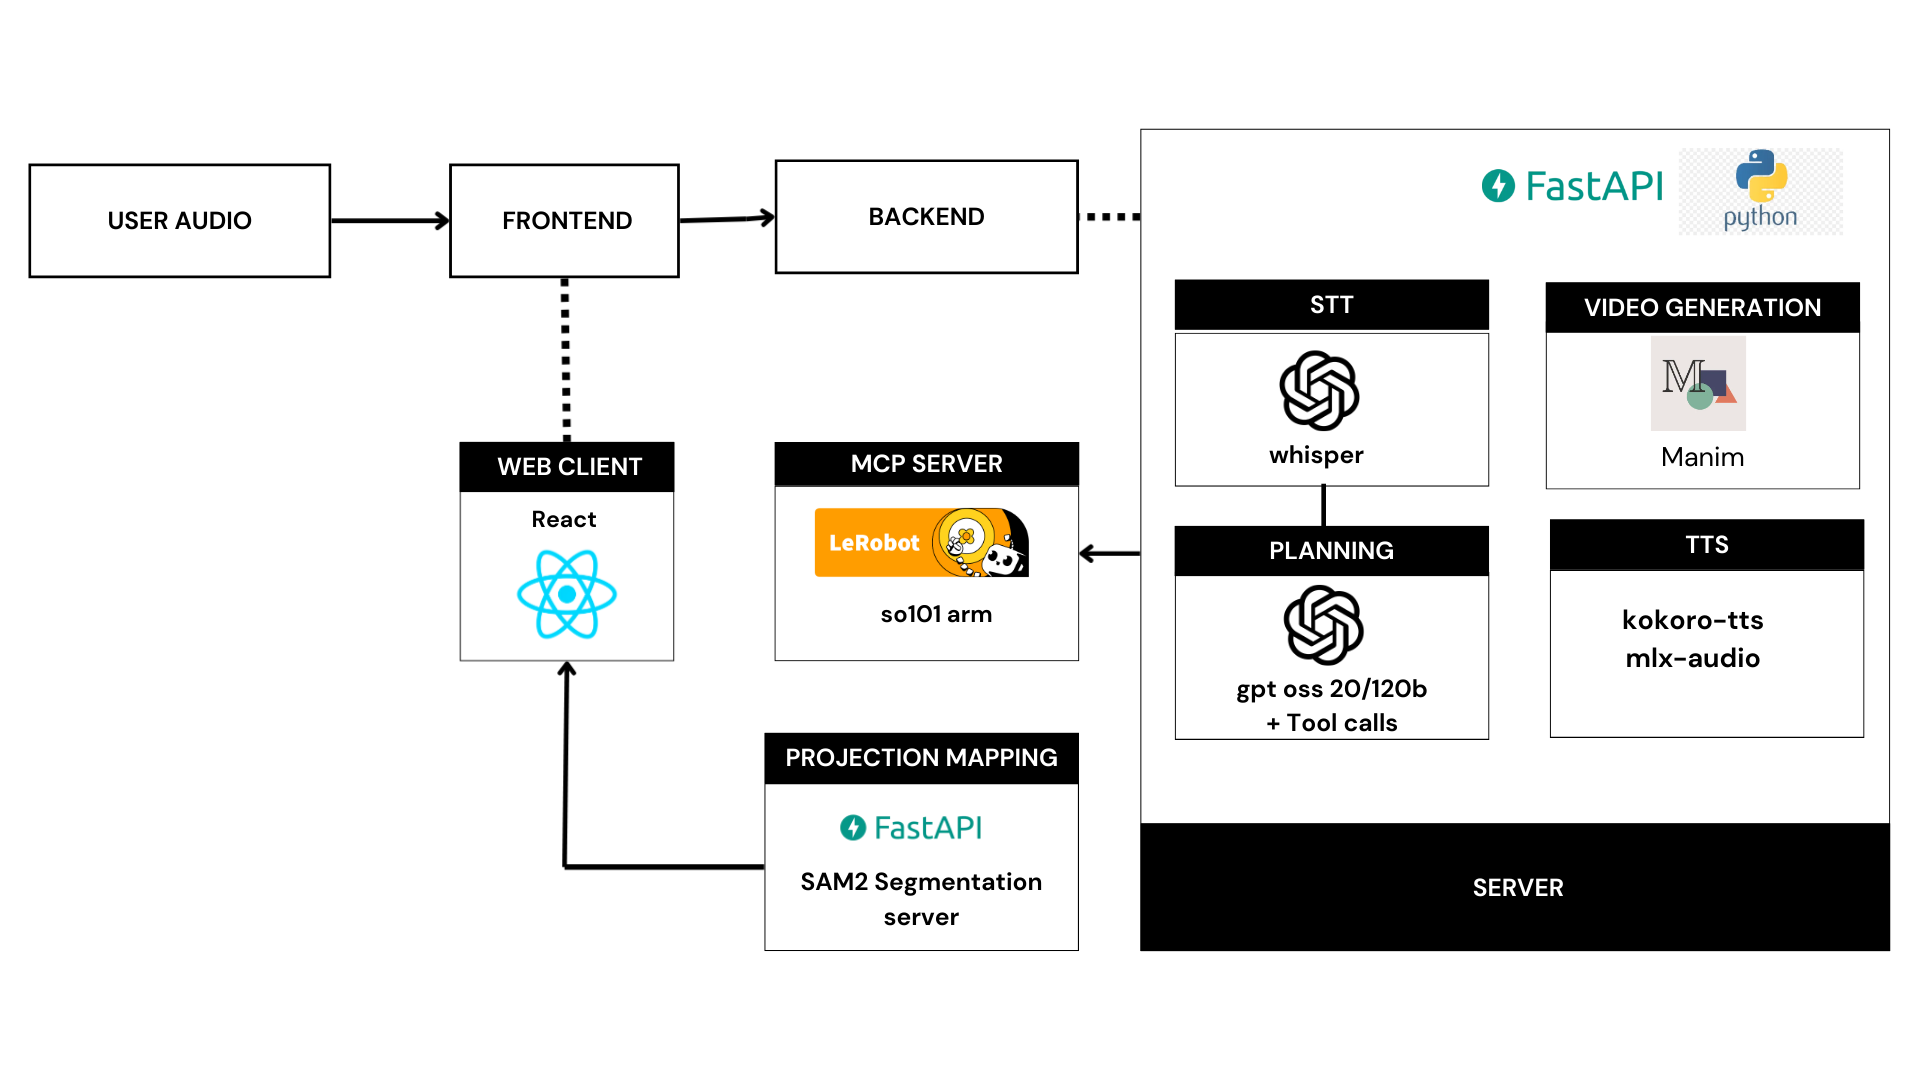 USER AUDIO
FRONTEND
BACKEND
FastAPI
python
STT
whisper
VIDEO GENERATION
M
Manim
WEB CLIENT
React
MCP SERVER
LeRobot
so101 arm
PLANNING
gpt oss 20/120b
+ Tool calls
TTS
kokoro-tts
mlx-audio
PROJECTION MAPPING
FastAPI
SAM2 Segmentation
server
SERVER